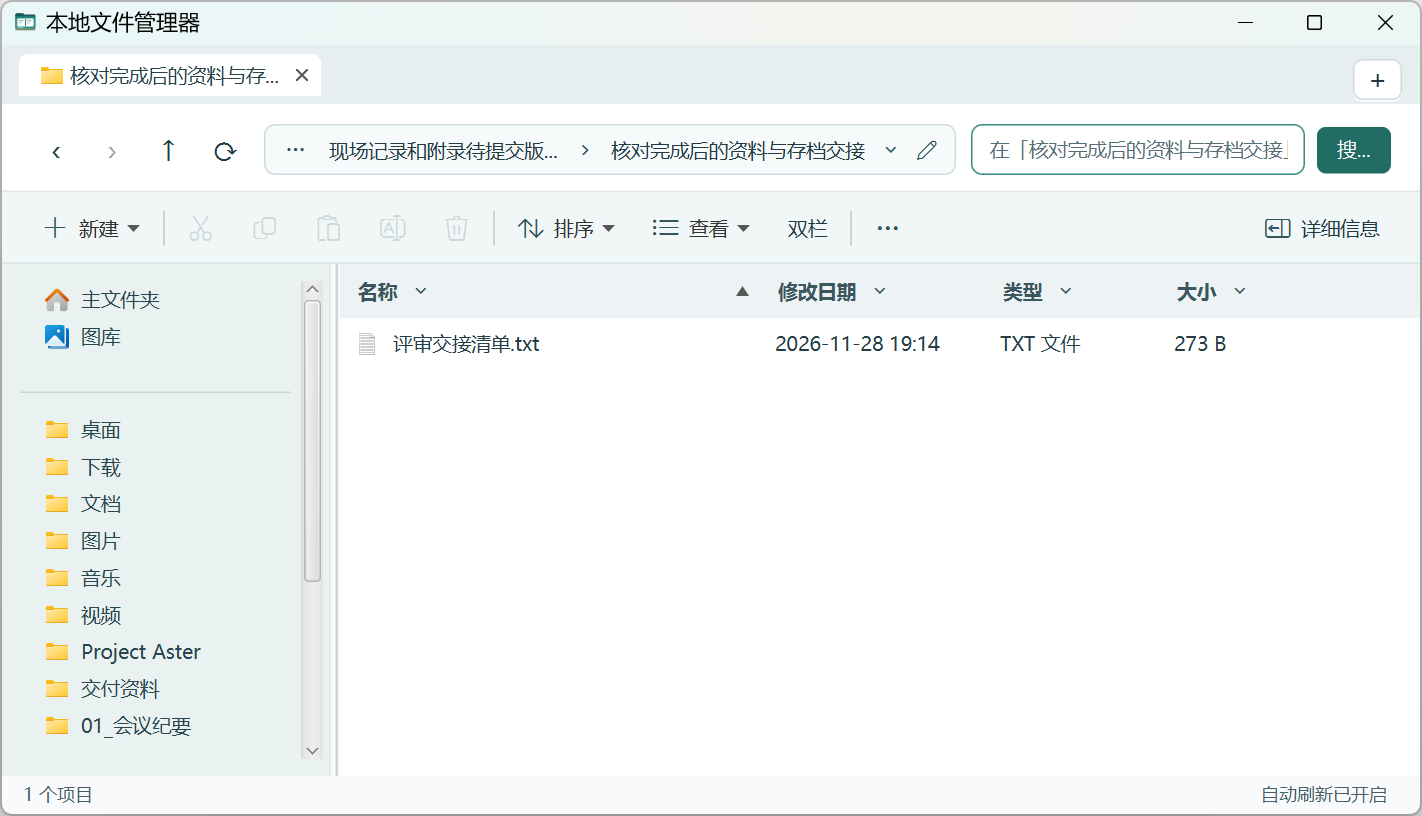 本地文件管理器
核对完成后的资料与存...
现场记录和附录待提交版... 核对完成后的资料与存档交接 在「核对完成后的资料与存档交接」 搜...
新建 排序 查看 双栏 ... 详细信息
主文件夹
图库
桌面
下载
文档
图片
音乐
视频
Project Aster
交付资料
01_会议纪要
名称 修改日期 类型 大小
评审交接清单.txt 2026-11-28 19:14 TXT 文件 273 B
1 个项目 自动刷新已开启